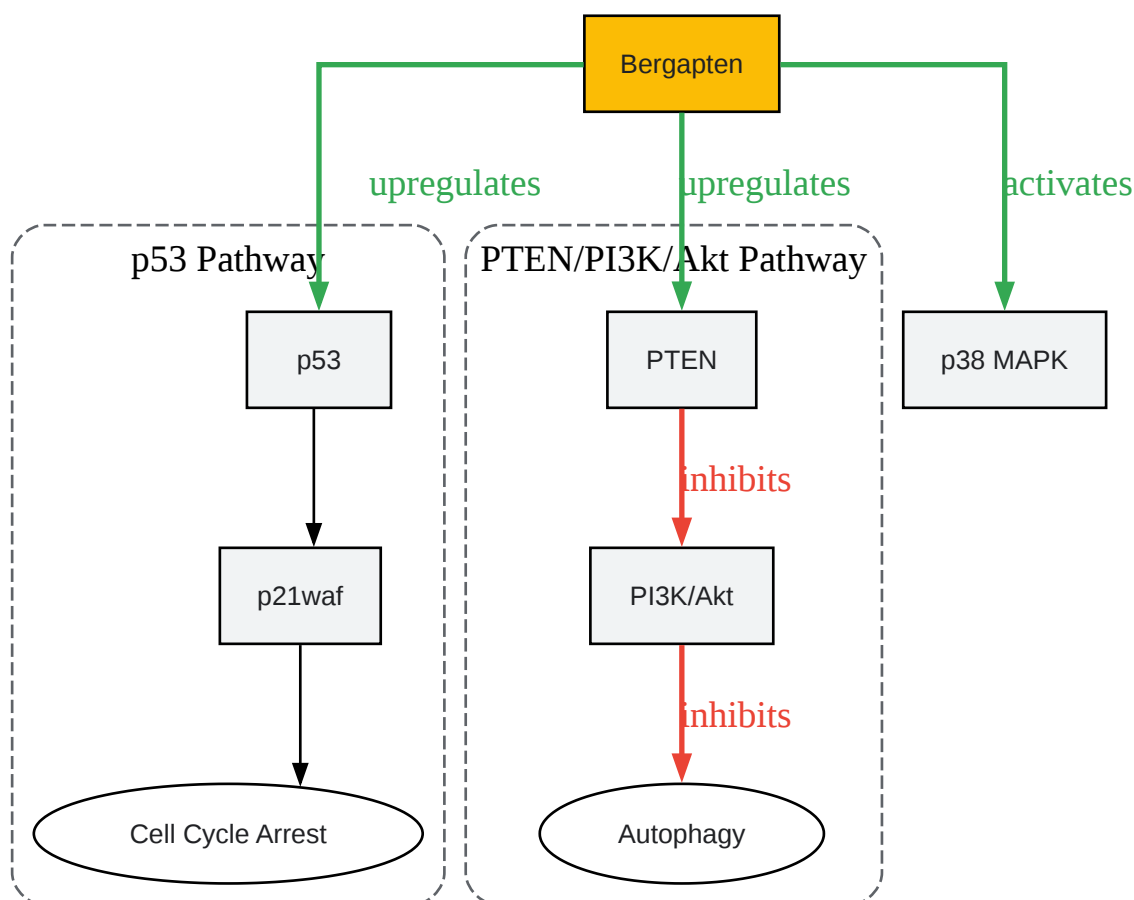 Bergapten
upregulates
upregulates
activates
p53 Pathway
PTEN/PI3K/Akt Pathway
p53
PTEN
p38 MAPK
inhibits
p21waf
PI3K/Akt
inhibits
Cell Cycle Arrest
Autophagy